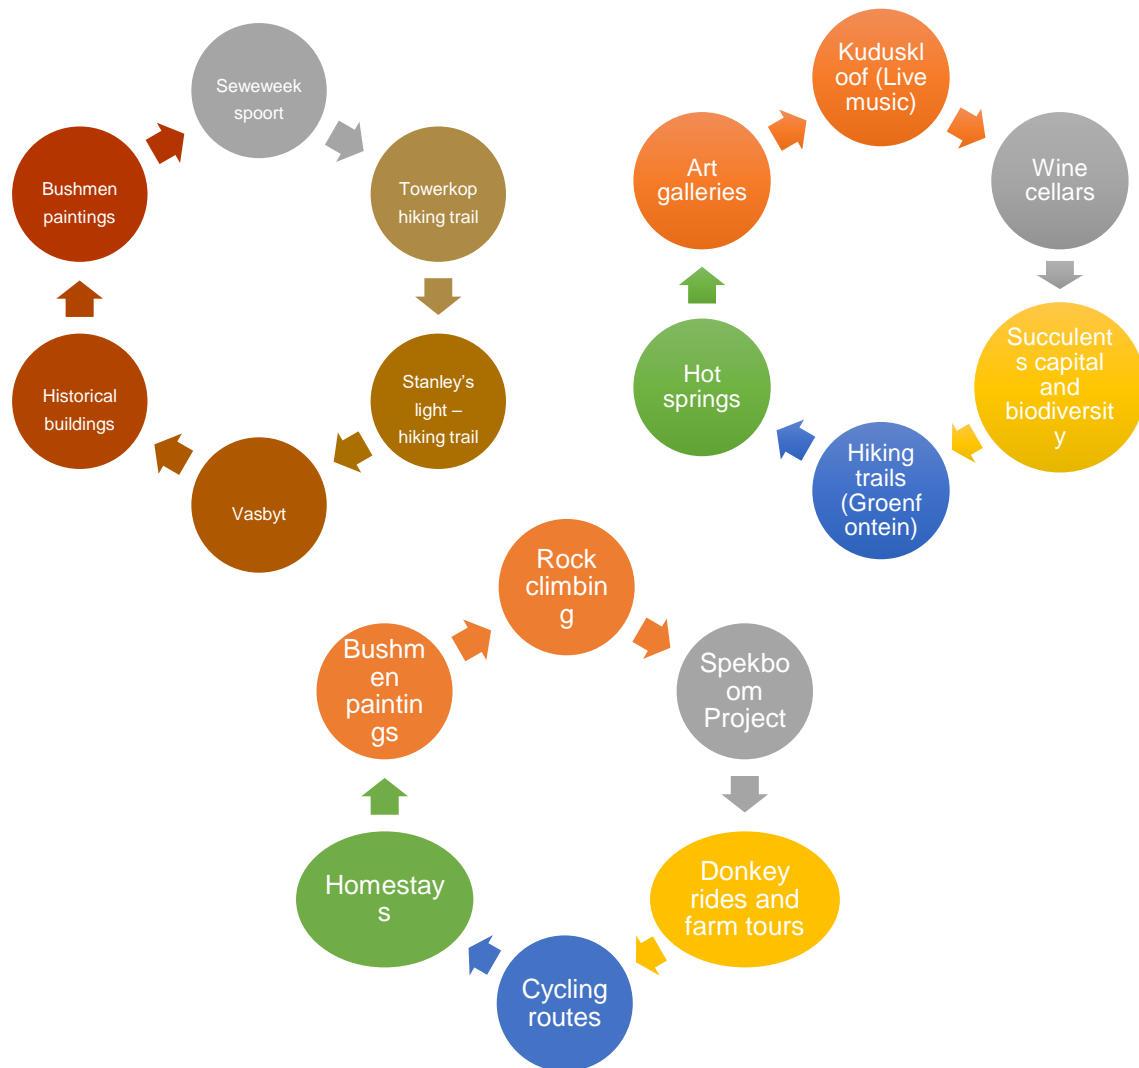 Seweweek
spoort
Towerkop
hiking trail
Stanley's
light –
hiking trail
Vasbyt
Historical
buildings
Bushmen
paintings
Kuduskl
oof (Live
music)
Wine
cellars
Succulent
s capital
and
biodiversit
y
Hiking
trails
(Groenf
ontein)
Hot
springs
Art
galleries
Rock
climbin
g
Spekbo
om
Project
Donkey
rides and
farm tours
Cycling
routes
Homestay
s
Bushm
en
paintin
gs